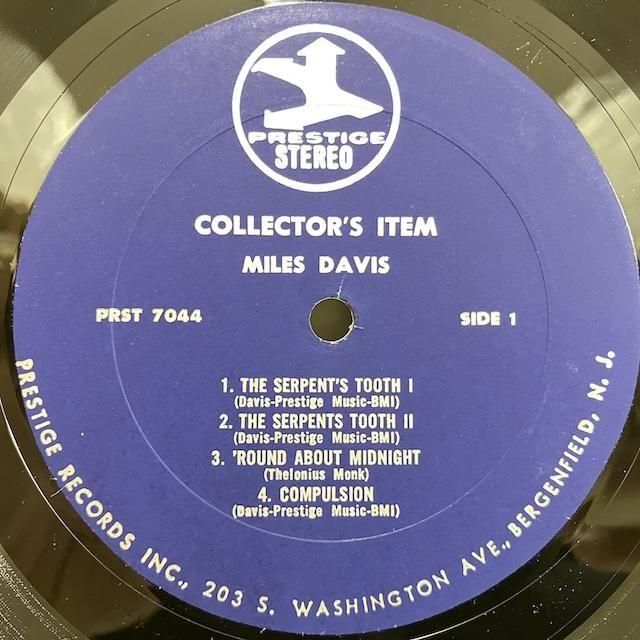 PRESTIGE
STEREO
COLLECTOR'S ITEM
MILES DAVIS
PRST 7044
SIDE 1
1. THE SERPENT'S TOOTH I
(Davis-Prestige Music-BMI)
2. THE SERPENTS TOOTH II
(Davis-Prestige Music-BMI)
3. 'ROUND ABOUT MIDNIGHT
(Thelonius Monk)
4. COMPULSION
(Davis-Prestige Music-BMI)
PRESTIGE RECORDS INC., 203 S. WASHINGTON AVE., BERGENFIELD, N. J.